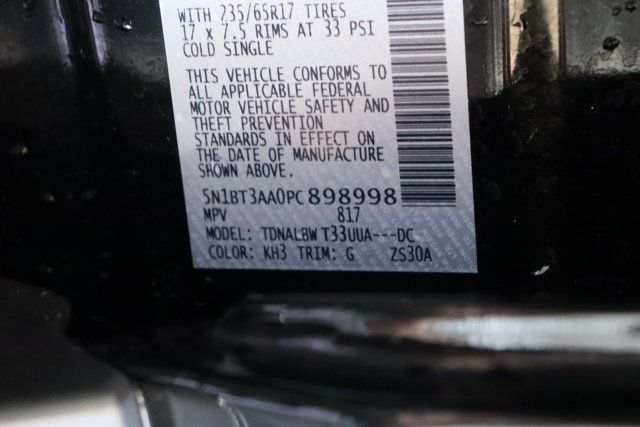 WITH 235/65R17 TIRES
17 x 7.5 RIMS AT 33 PSI
COLD SINGLE
THIS VEHICLE CONFORMS TO
ALL APPLICABLE FEDERAL
MOTOR VEHICLE SAFETY AND
THEFT PREVENTION
STANDARDS IN EFFECT ON
THE DATE OF MANUFACTURE
SHOWN ABOVE.
5N1BT3AA0PC898998
MPV 817
MODEL: TDNALBW T33UUA---DC
COLOR: KH3 TRIM: G ZS30A